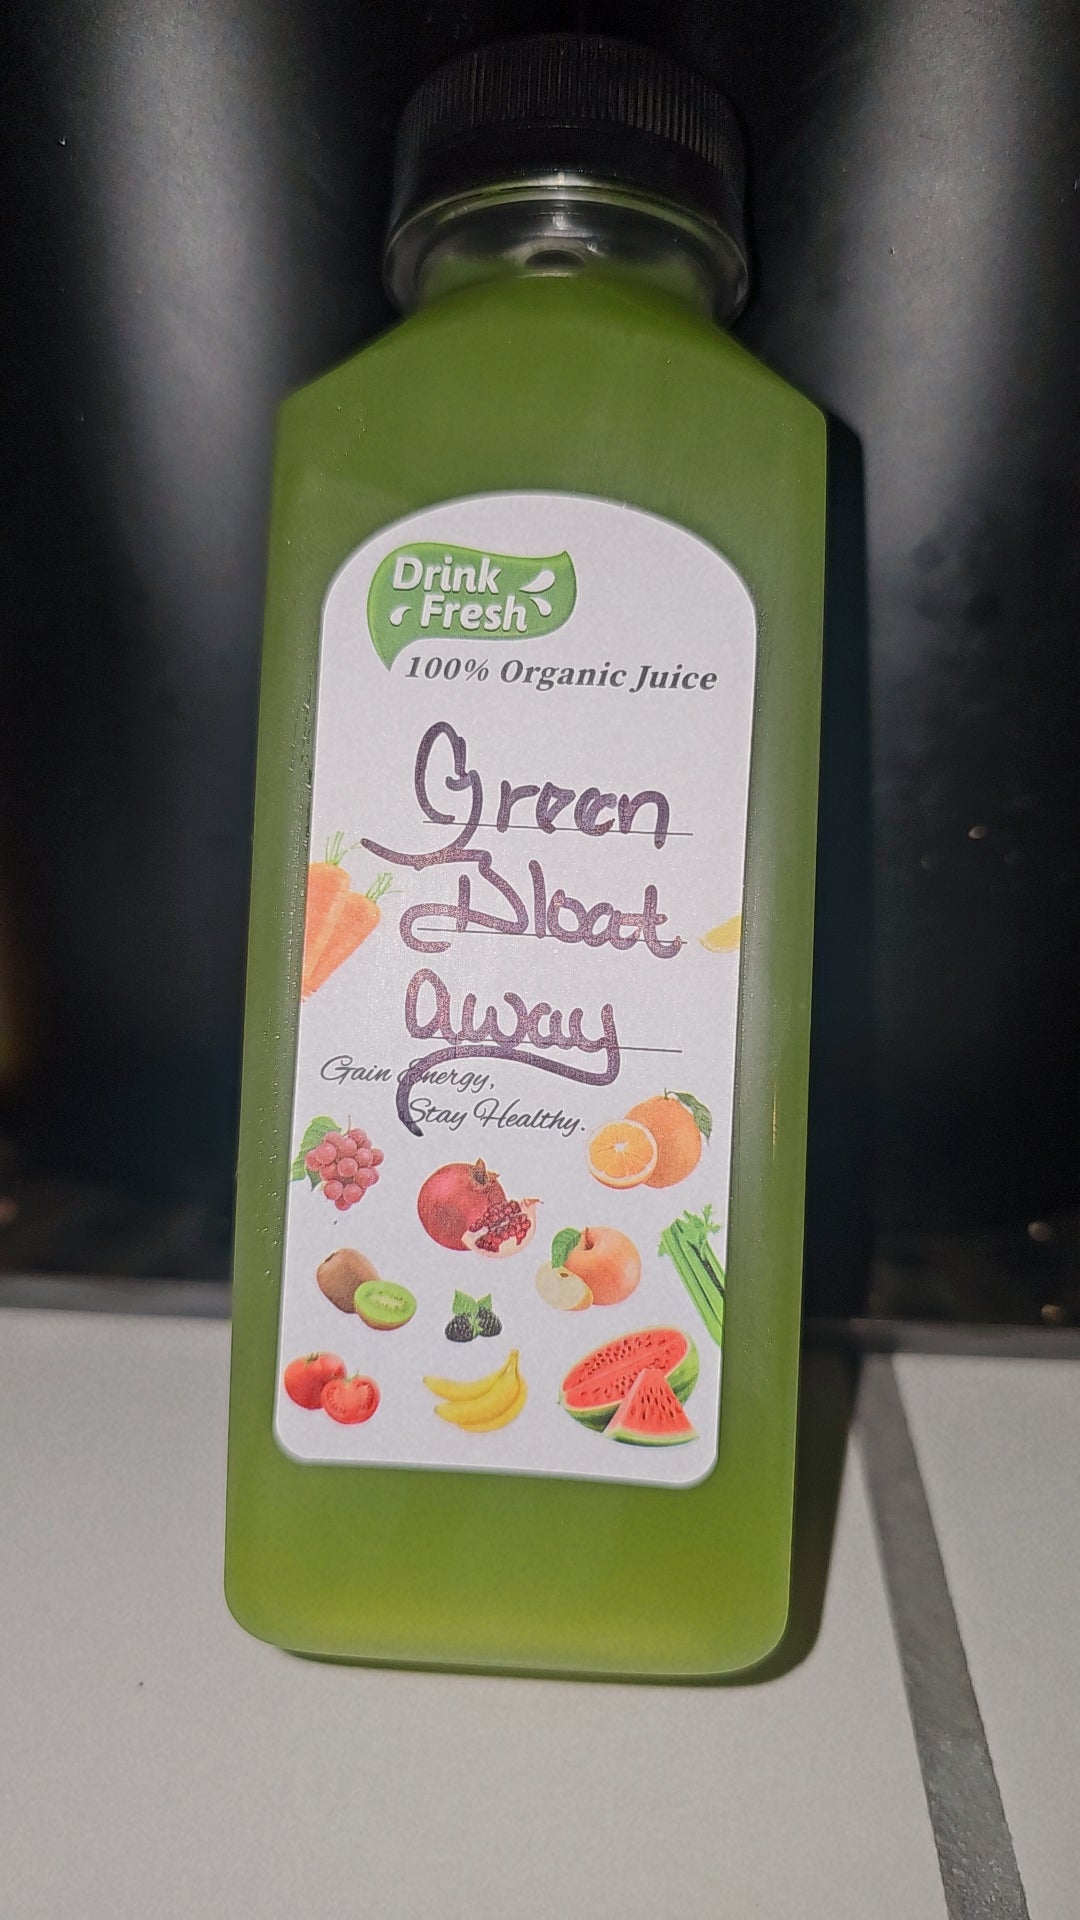 Drink
Fresh
100% Organic Juice
Green
Bloat
Away
Gain Energy,
Stay Healthy.